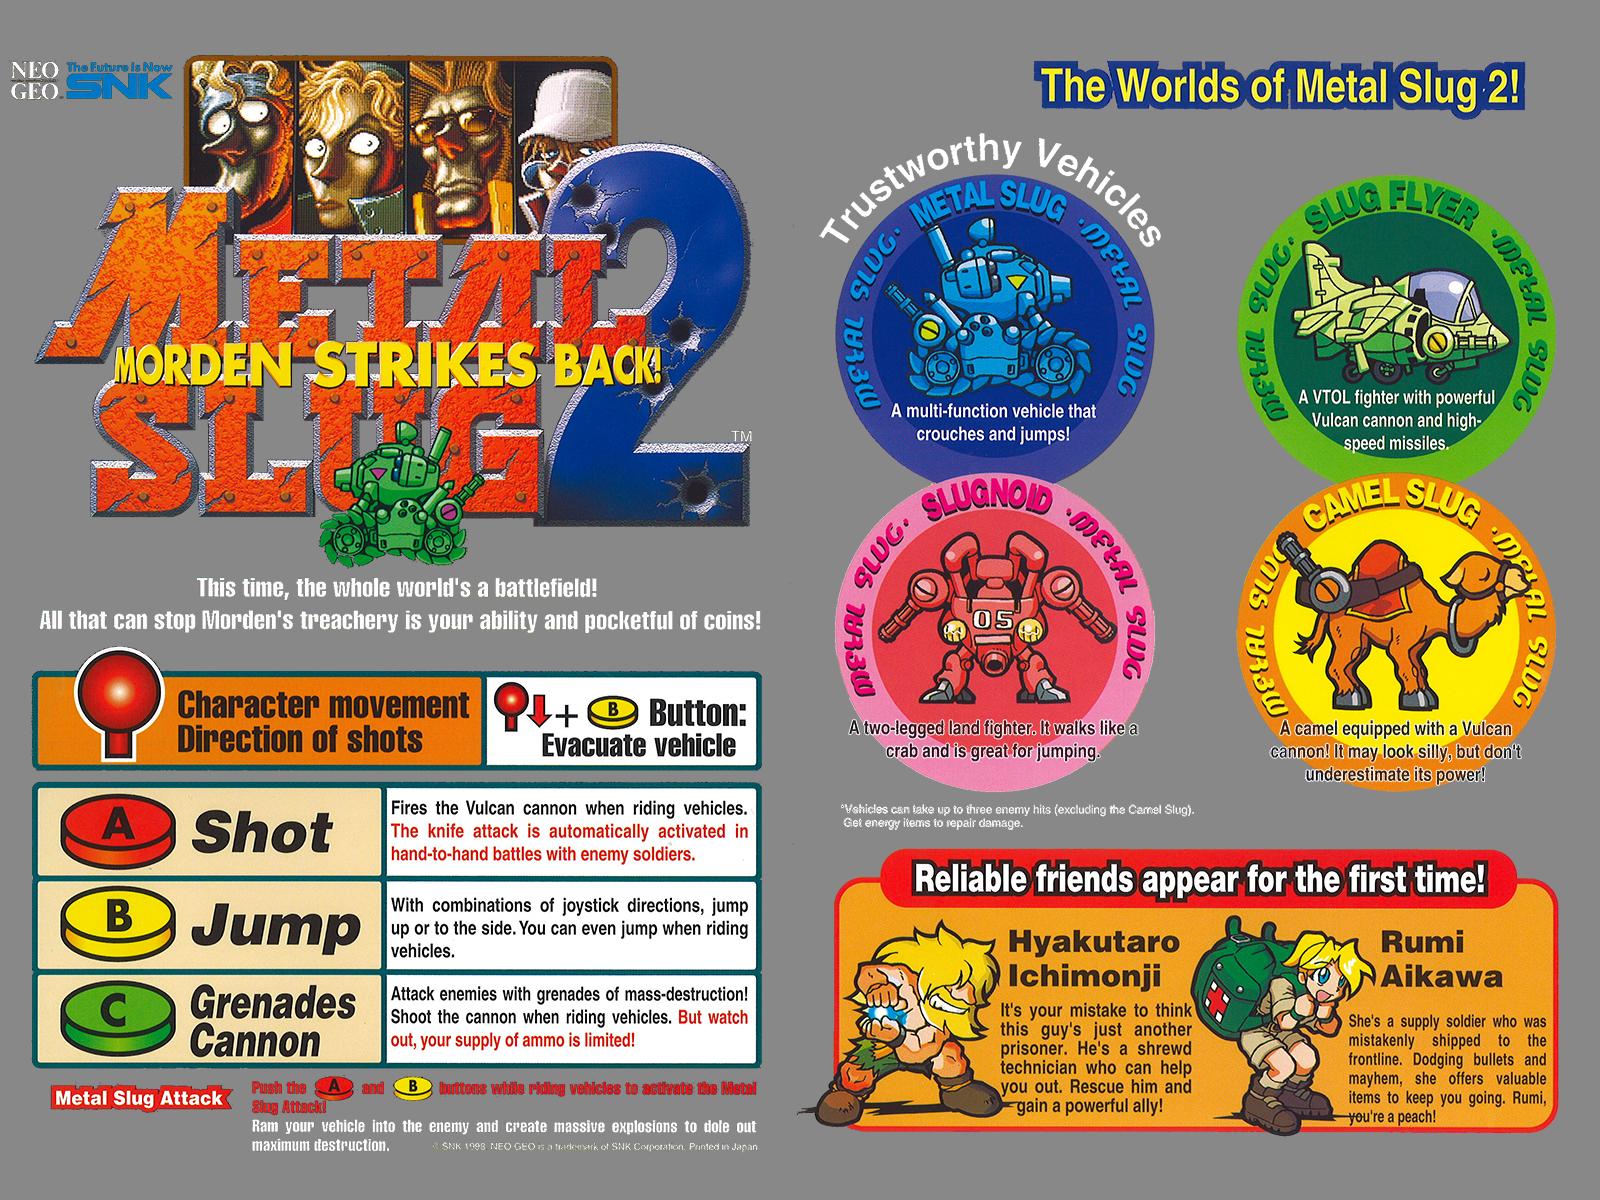 NEO
GEO
The Future Is Now
SNK
METAL
SLUG
2
MORDEN STRIKES BACK!
TM
This time, the whole world's a battlefield!
All that can stop Morden's treachery is your ability and pocketful of coins!
Character movement
Direction of shots
+ B Button:
Evacuate vehicle
A Shot
Fires the Vulcan cannon when riding vehicles.
The knife attack is automatically activated in
hand-to-hand battles with enemy soldiers.
B Jump
With combinations of joystick directions, jump
up or to the side. You can even jump when riding
vehicles.
C Grenades
Cannon
Attack enemies with grenades of mass-destruction!
Shoot the cannon when riding vehicles. But watch
out, your supply of ammo is limited!
Metal Slug Attack
Push the A and B buttons while riding vehicles to activate the Metal
Slug Attack!
Ram your vehicle into the enemy and create massive explosions to dole out
maximum destruction.
© SNK 1998 NEO GEO is a trademark of SNK Corporation. Printed in Japan
The Worlds of Metal Slug 2!
Trustworthy Vehicles
METAL SLUG · METAL SLUG · METAL SLUG
A multi-function vehicle that
crouches and jumps!
METAL SLUG · SLUG FLYER · METAL SLUG
A VTOL fighter with powerful
Vulcan cannon and high-
speed missiles.
METAL SLUG · SLUGNOID · METAL SLUG
05
A two-legged land fighter. It walks like a
crab and is great for jumping.
METAL SLUG CAMEL SLUG · METAL SLUG
A camel equipped with a Vulcan
cannon! It may look silly, but don't
underestimate its power!
*Vehicles can take up to three enemy hits (excluding the Camel Slug).
Get energy items to repair damage.
Reliable friends appear for the first time!
Hyakutaro
Ichimonji
It's your mistake to think
this guy's just another
prisoner. He's a shrewd
technician who can help
you out. Rescue him and
gain a powerful ally!
Rumi
Aikawa
She's a supply soldier who was
mistakenly shipped to the
frontline. Dodging bullets and
mayhem, she offers valuable
items to keep you going. Rumi,
you're a peach!